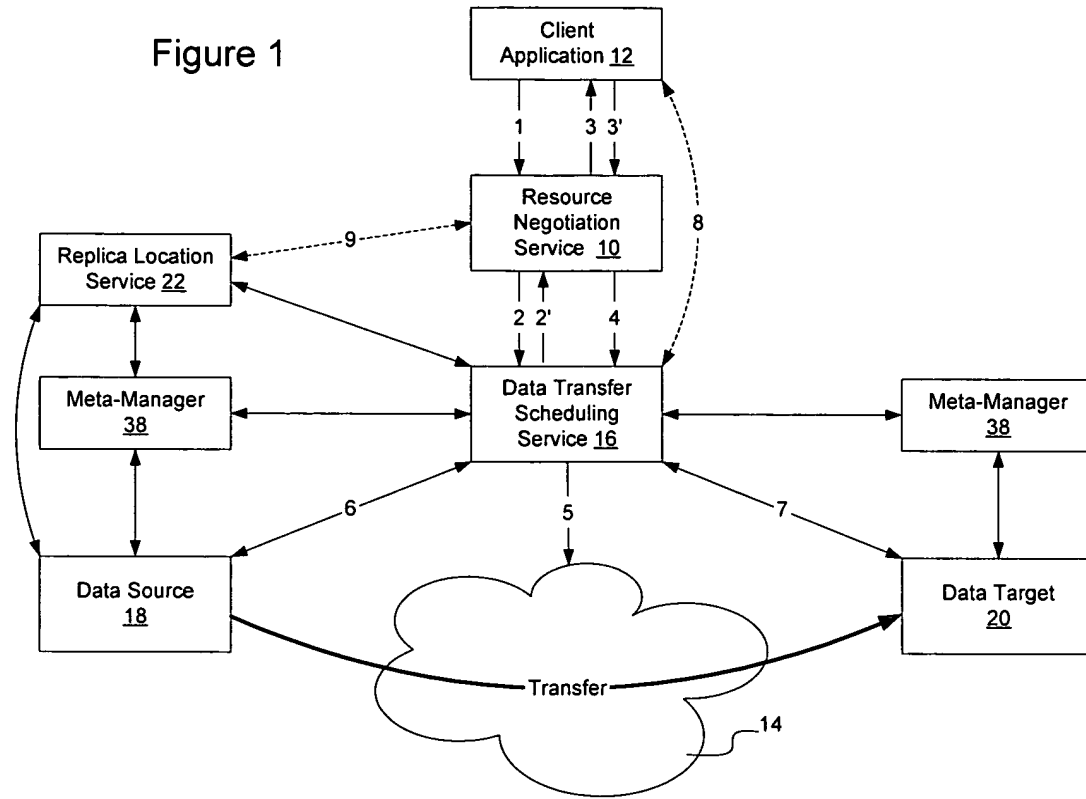 Figure 1
Client
Application 12
1
3
3'
Resource
Negotiation
Service 10
8
9
Replica Location
Service 22
2
2'
4
Meta-Manager
38
Data Transfer
Scheduling
Service 16
Meta-Manager
38
6
5
7
Data Source
18
Data Target
20
Transfer
14